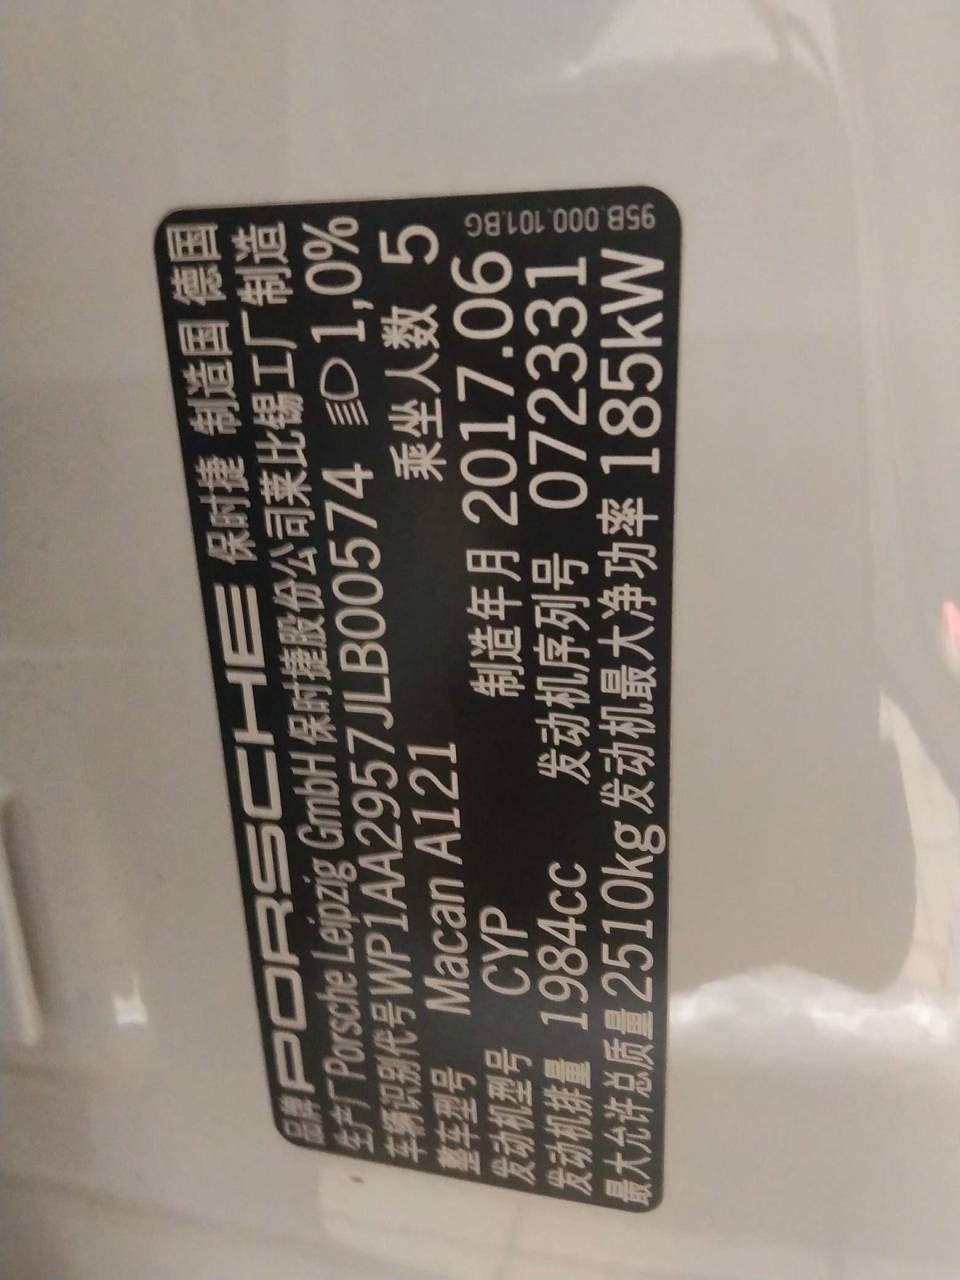 品牌 PORSCHE 保时捷 制造国 德国
生产厂 Porsche Leipzig GmbH 保时捷股份公司莱比锡工厂制造
车辆识别代号 WP1AA2957JLB00574 1,0%
整车型号 Macan A121 乘坐人数 5
发动机型号 CYP 制造年月 2017.06
发动机排量 1984cc 发动机序列号 072331
最大允许总质量 2510kg 发动机最大净功率 185kW
95B.000.101.BG